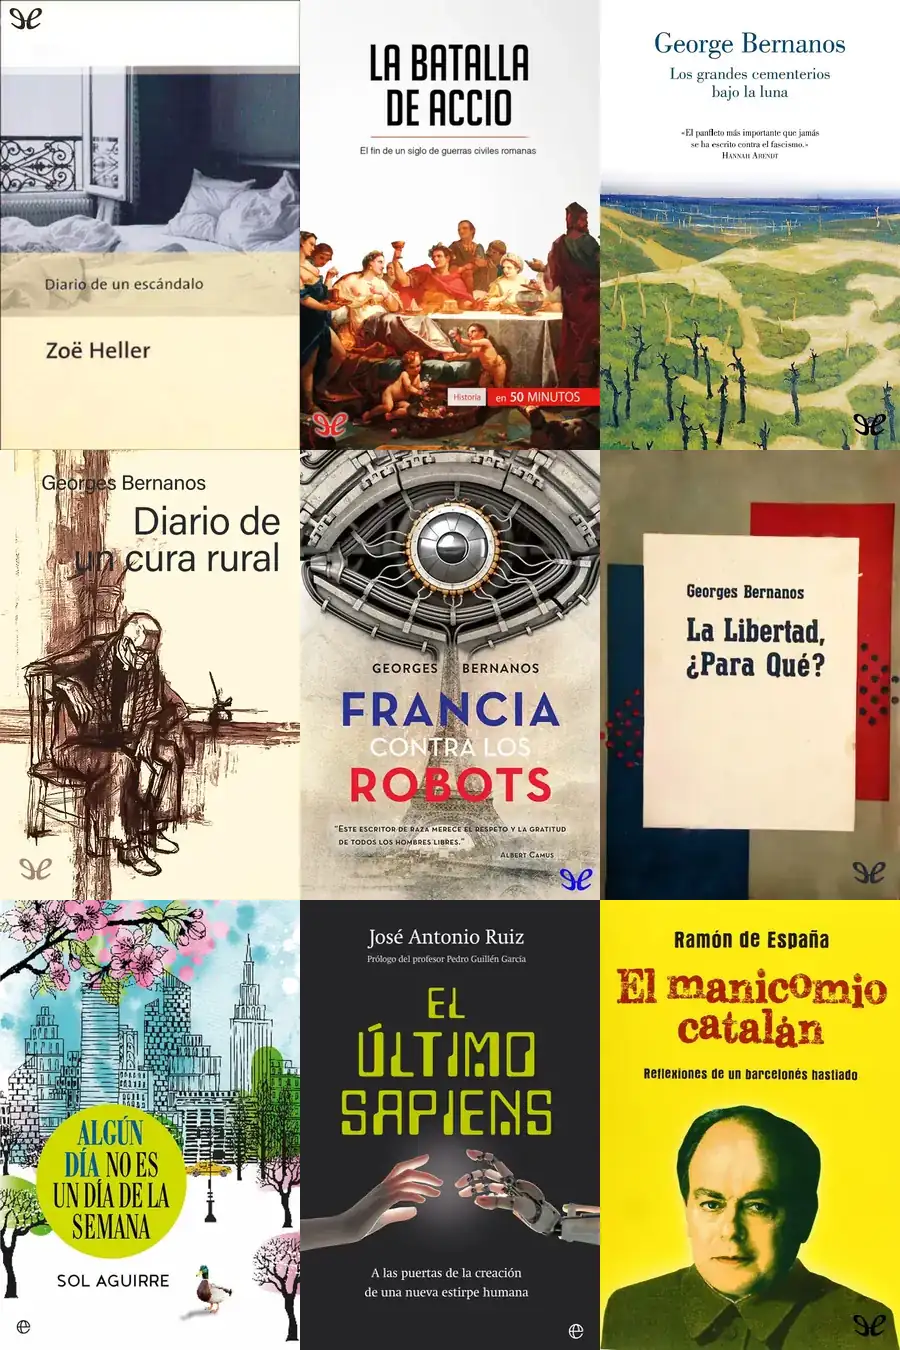 Diario de un escándalo
Zoë Heller
LA BATALLA
DE ACCIO
El fin de un siglo de guerras civiles romanas
Historia
en 50 MINUTOS
George Bernanos
Los grandes cementerios
bajo la luna
«El panfleto más importante que jamás
se ha escrito contra el fascismo.»
HANNAH ARENDT
Georges Bernanos
Diario de
un cura rural
GEORGES BERNANOS
FRANCIA
CONTRA LOS
ROBOTS
"ESTE ESCRITOR DE RAZA MERECE EL RESPETO Y LA GRATITUD
DE TODOS LOS HOMBRES LIBRES."
ALBERT CAMUS
Georges Bernanos
La Libertad,
¿Para Qué?
ALGÚN
DÍA NO ES
UN DÍA DE LA
SEMANA
SOL AGUIRRE
José Antonio Ruiz
Prólogo del profesor Pedro Guillén García
EL
ÚLTIMO
SAPIENS
A las puertas de la creación
de una nueva estirpe humana
Ramón de España
El manicomio
catalán
Reflexiones de un barcelonés hastiado